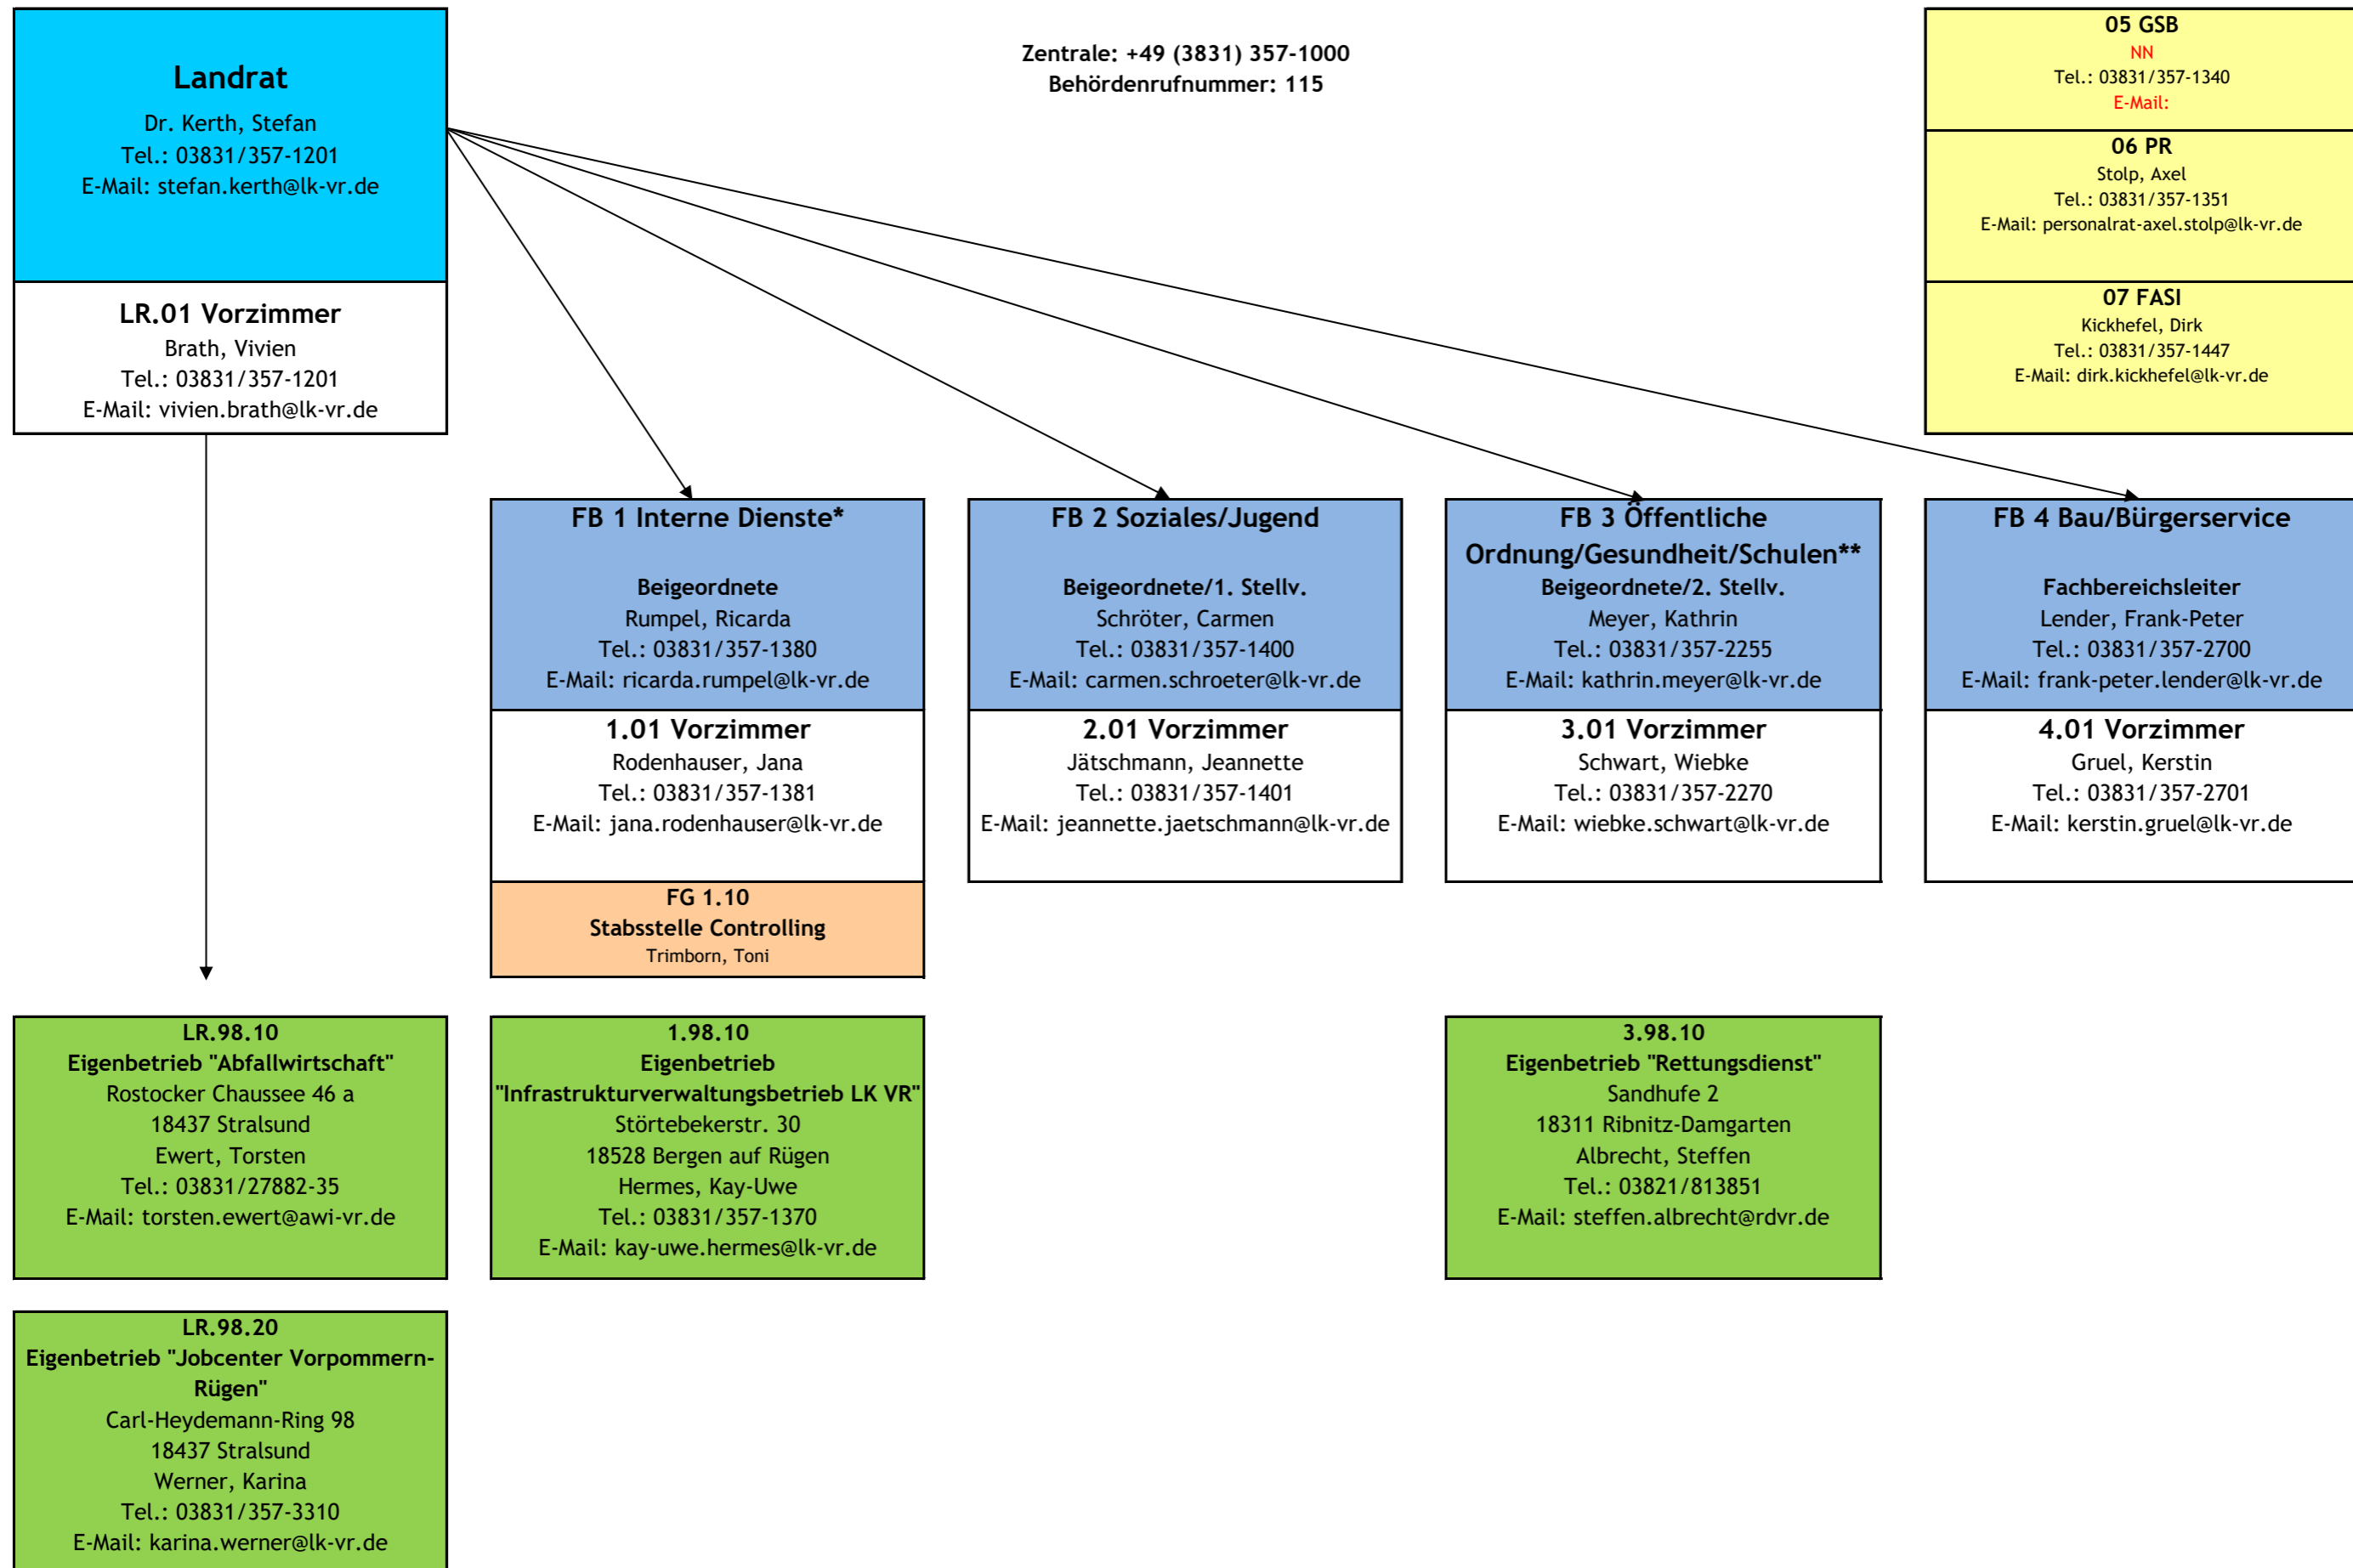 Landrat
Dr. Kerth, Stefan
Tel.: 03831/357-1201
E-Mail: stefan.kerth@lk-vr.de
LR.01 Vorzimmer
Brath, Vivien
Tel.: 03831/357-1201
E-Mail: vivien.brath@lk-vr.de
Zentrale: +49 (3831) 357-1000
Behördenrufnummer: 115
05 GSB
NN
Tel.: 03831/357-1340
E-Mail:
06 PR
Stolp, Axel
Tel.: 03831/357-1351
E-Mail: personalrat-axel.stolp@lk-vr.de
07 FASI
Kickhefel, Dirk
Tel.: 03831/357-1447
E-Mail: dirk.kickhefel@lk-vr.de
FB 1 Interne Dienste*
Beigeordnete
Rumpel, Ricarda
Tel.: 03831/357-1380
E-Mail: ricarda.rumpel@lk-vr.de
1.01 Vorzimmer
Rodenhauser, Jana
Tel.: 03831/357-1381
E-Mail: jana.rodenhauser@lk-vr.de
FG 1.10
Stabsstelle Controlling
Trimborn, Toni
FB 2 Soziales/Jugend
Beigeordnete/1. Stellv.
Schröter, Carmen
Tel.: 03831/357-1400
E-Mail: carmen.schroeter@lk-vr.de
2.01 Vorzimmer
Jätschmann, Jeannette
Tel.: 03831/357-1401
E-Mail: jeannette.jaetschmann@lk-vr.de
FB 3 Öffentliche
Ordnung/Gesundheit/Schulen**
Beigeordnete/2. Stellv.
Meyer, Kathrin
Tel.: 03831/357-2255
E-Mail: kathrin.meyer@lk-vr.de
3.01 Vorzimmer
Schwart, Wiebke
Tel.: 03831/357-2270
E-Mail: wiebke.schwart@lk-vr.de
FB 4 Bau/Bürgerservice
Fachbereichsleiter
Lender, Frank-Peter
Tel.: 03831/357-2700
E-Mail: frank-peter.lender@lk-vr.de
4.01 Vorzimmer
Gruel, Kerstin
Tel.: 03831/357-2701
E-Mail: kerstin.gruel@lk-vr.de
LR.98.10
Eigenbetrieb "Abfallwirtschaft"
Rostocker Chaussee 46 a
18437 Stralsund
Ewert, Torsten
Tel.: 03831/27882-35
E-Mail: torsten.ewert@awi-vr.de
1.98.10
Eigenbetrieb
"Infrastrukturverwaltungsbetrieb LK VR"
Störtebekerstr. 30
18528 Bergen auf Rügen
Hermes, Kay-Uwe
Tel.: 03831/357-1370
E-Mail: kay-uwe.hermes@lk-vr.de
3.98.10
Eigenbetrieb "Rettungsdienst"
Sandhufe 2
18311 Ribnitz-Damgarten
Albrecht, Steffen
Tel.: 03821/813851
E-Mail: steffen.albrecht@rdvr.de
LR.98.20
Eigenbetrieb "Jobcenter Vorpommern-
Rügen"
Carl-Heydemann-Ring 98
18437 Stralsund
Werner, Karina
Tel.: 03831/357-3310
E-Mail: karina.werner@lk-vr.de